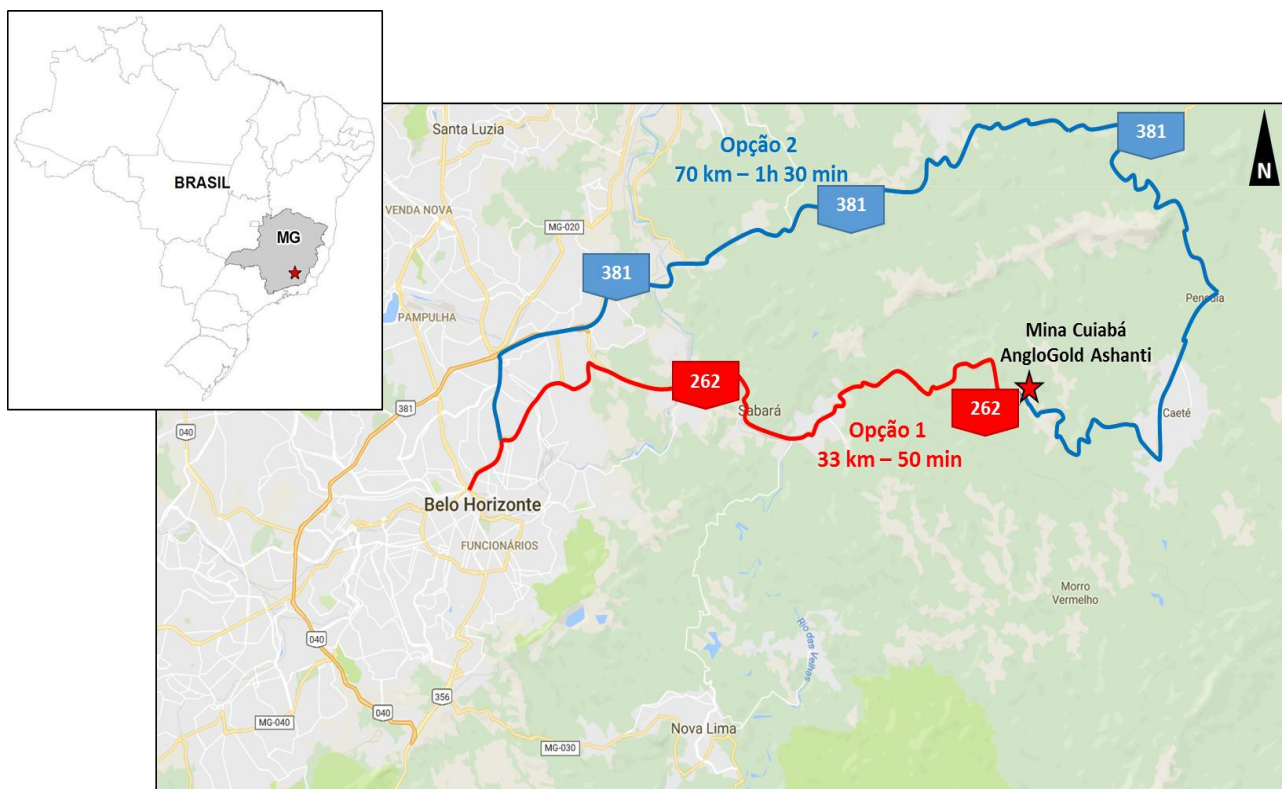 BRASIL
MG
Santa Luzia
Opção 2
70 km – 1h 30 min
381
N
VENDA NOVA
381
MG-020
381
PAMPULHA
Penedia
Mina Cuiabá
AngloGold Ashanti
262
381
Sabará
262
Caeté
040
Opção 1
33 km – 50 min
Belo Horizonte
FUNCIONÁRIOS
Morro
Vermelho
Rio das Velhas
040
356
040
MG-040
Nova Lima
MG-030